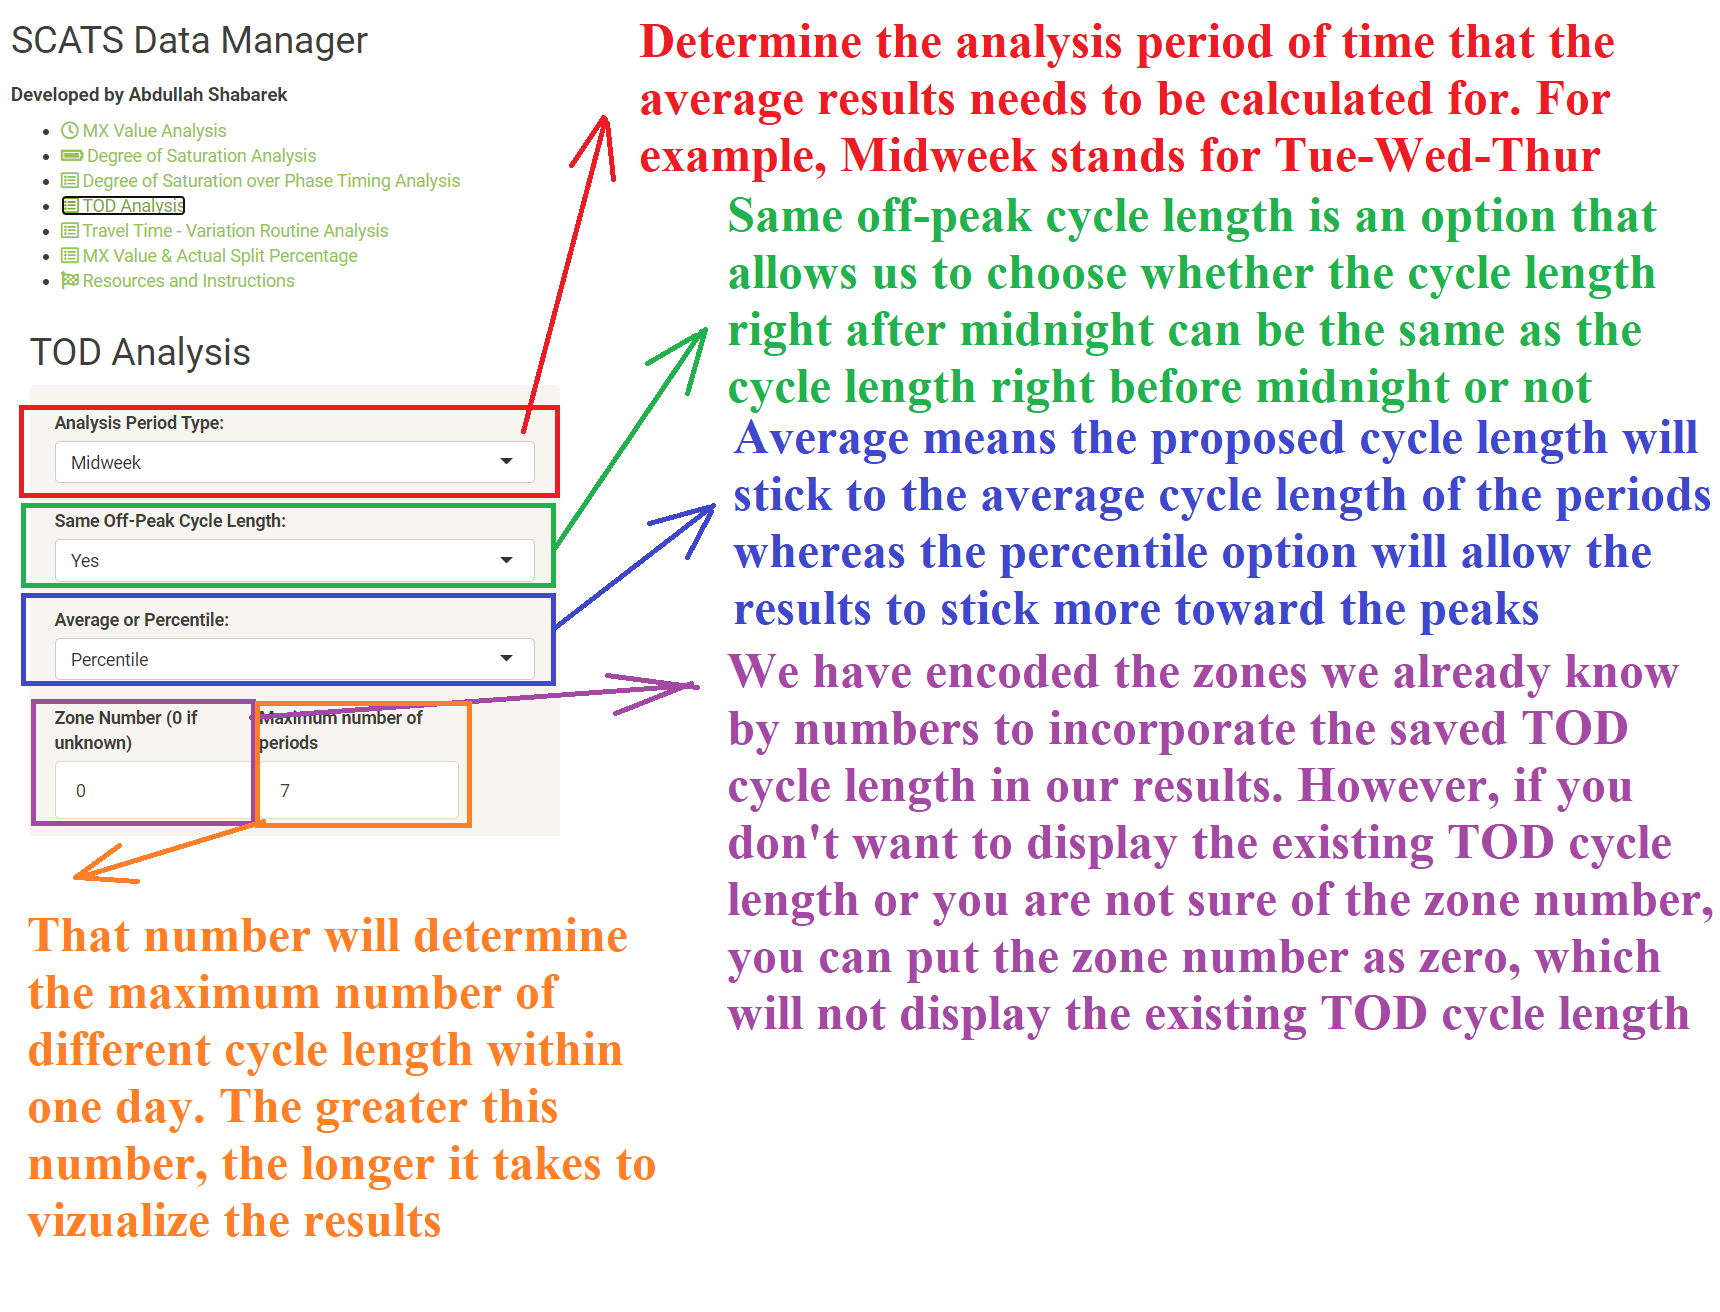 SCATS Data Manager
Developed by Abdullah Shabarek
MX Value Analysis
Degree of Saturation Analysis
Degree of Saturation over Phase Timing Analysis
TOD Analysis
Travel Time - Variation Routine Analysis
MX Value & Actual Split Percentage
Resources and Instructions
TOD Analysis
Analysis Period Type:
Midweek
Same Off-Peak Cycle Length:
Yes
Average or Percentile:
Percentile
Zone Number (0 if
unknown)
0
Maximum number of
periods
7
Determine the analysis period of time that the
average results needs to be calculated for. For
example, Midweek stands for Tue-Wed-Thur
Same off-peak cycle length is an option that
allows us to choose whether the cycle length
right after midnight can be the same as the
cycle length right before midnight or not
Average means the proposed cycle length will
stick to the average cycle length of the periods
whereas the percentile option will allow the
results to stick more toward the peaks
We have encoded the zones we already know
by numbers to incorporate the saved TOD
cycle length in our results. However, if you
don't want to display the existing TOD cycle
length or you are not sure of the zone number,
you can put the zone number as zero, which
will not display the existing TOD cycle length
That number will determine
the maximum number of
different cycle length within
one day. The greater this
number, the longer it takes to
vizualize the results